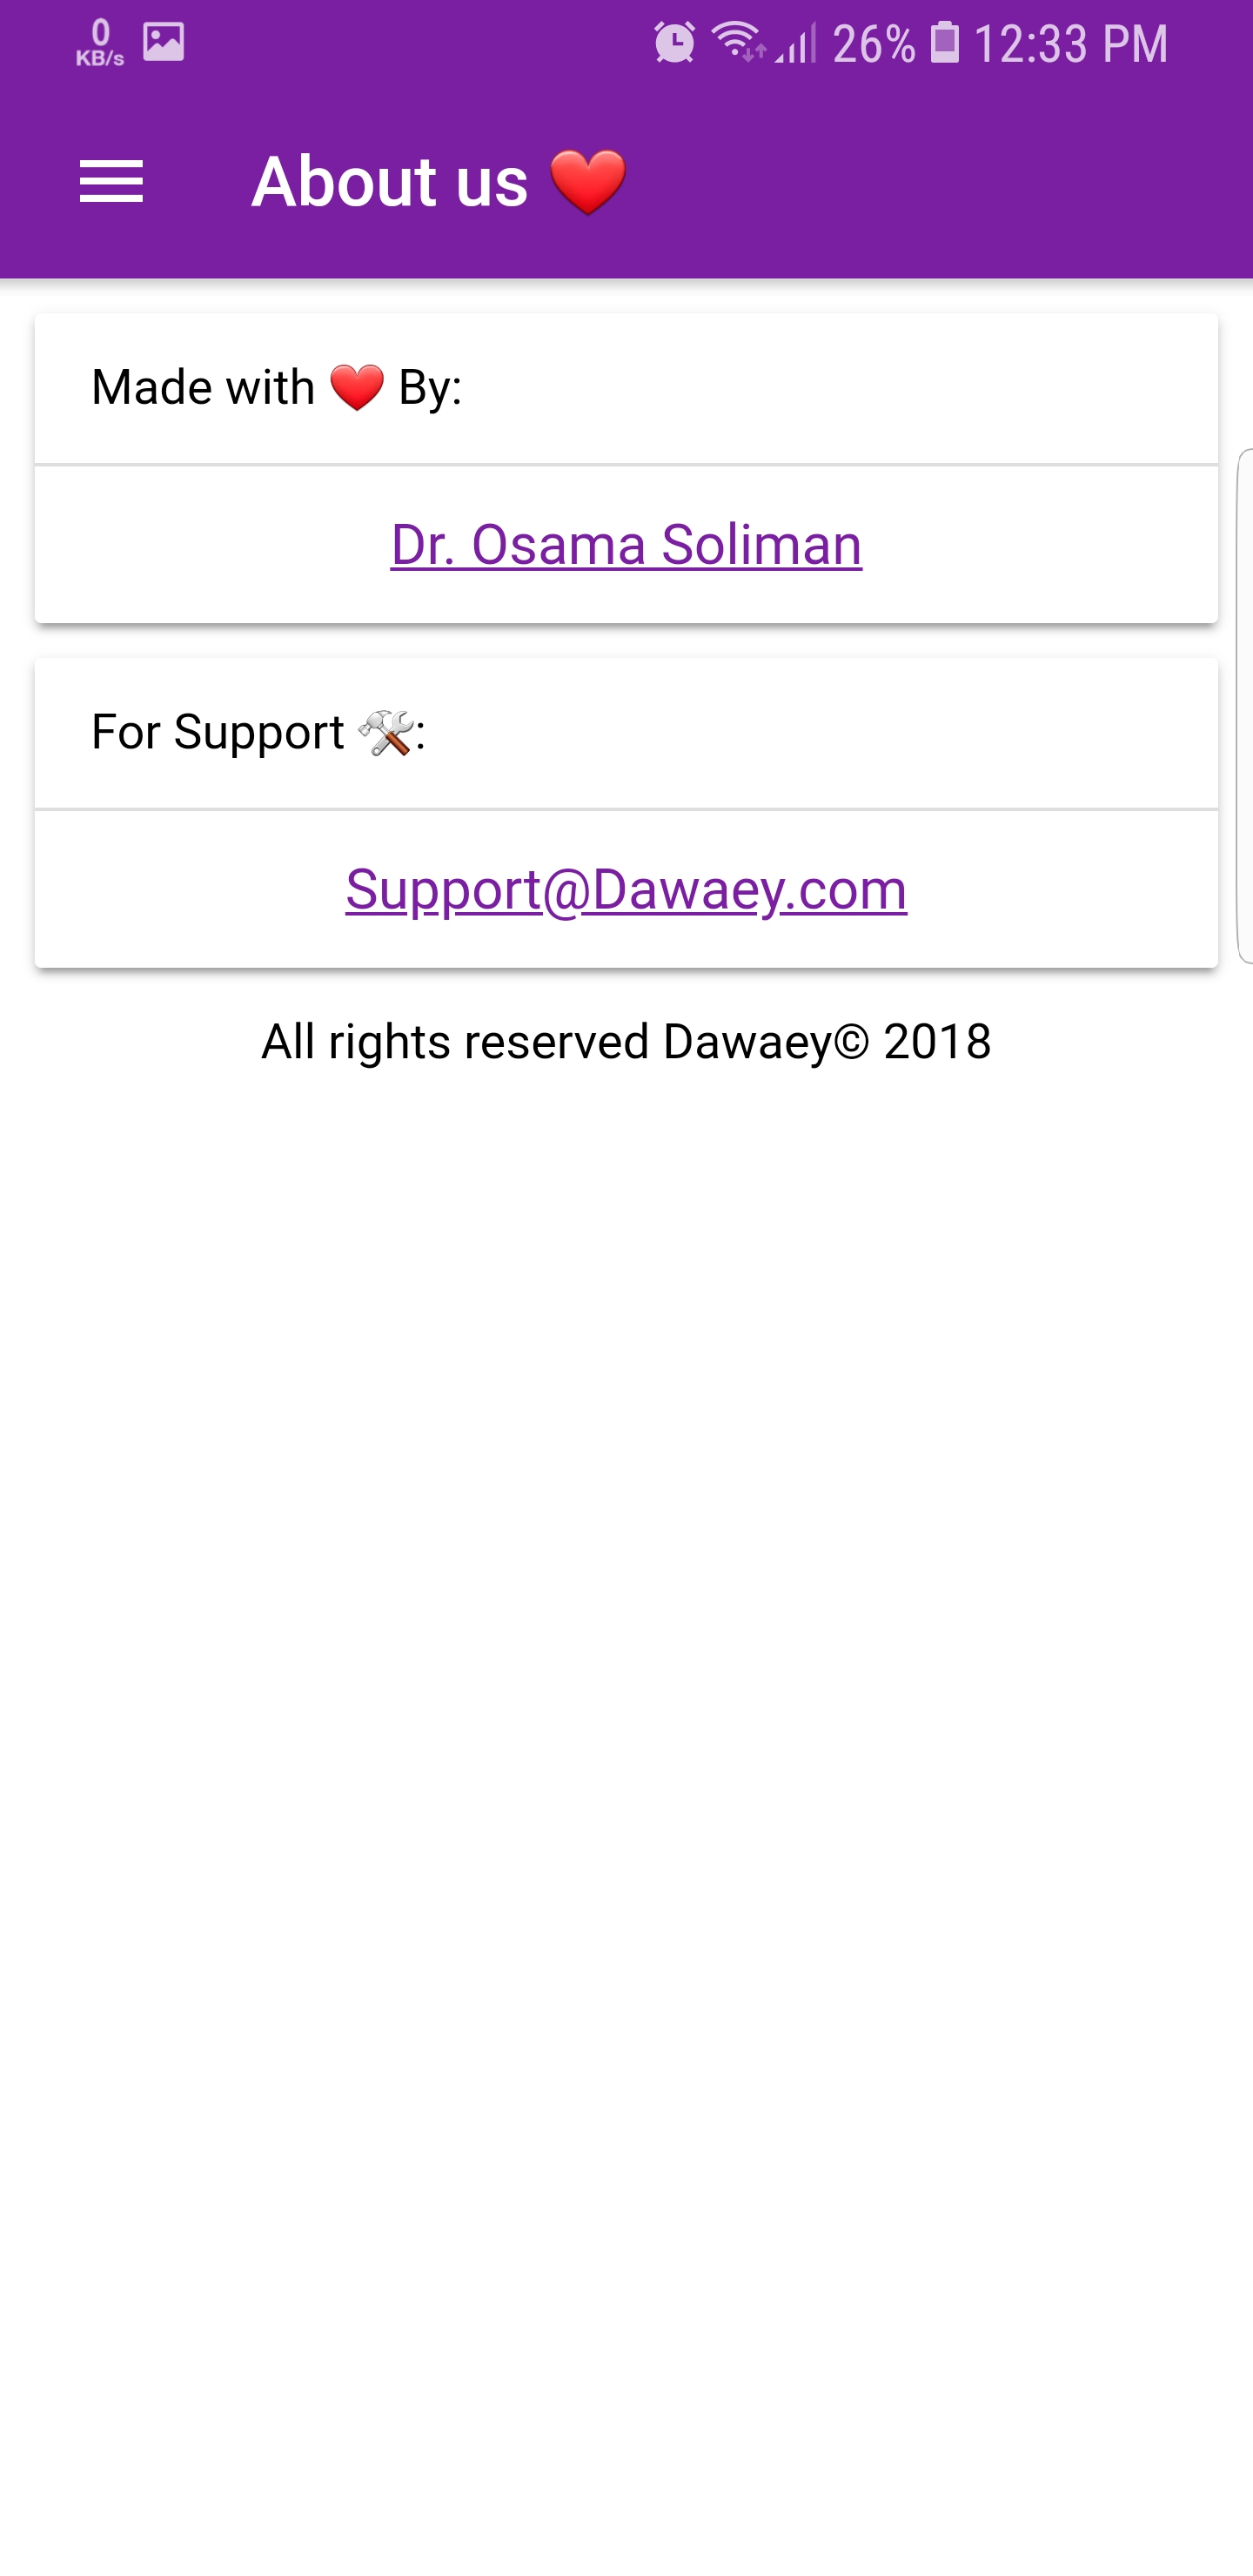 0
KB/s
26% 12:33 PM
About us ❤️
Made with ❤️ By:
Dr. Osama Soliman
For Support 🛠️:
Support@Dawaey.com
All rights reserved Dawaey© 2018